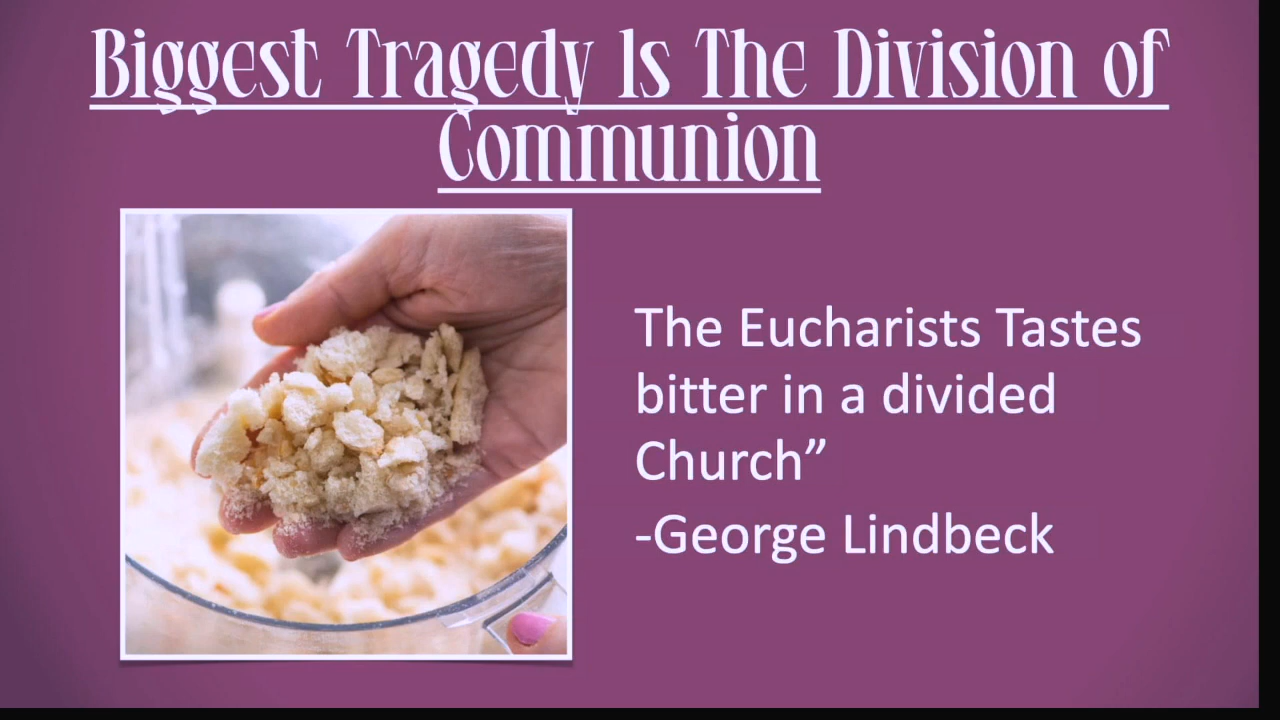 Biggest Tragedy Is The Division of
Communion
The Eucharists Tastes
bitter in a divided
Church”
-George Lindbeck